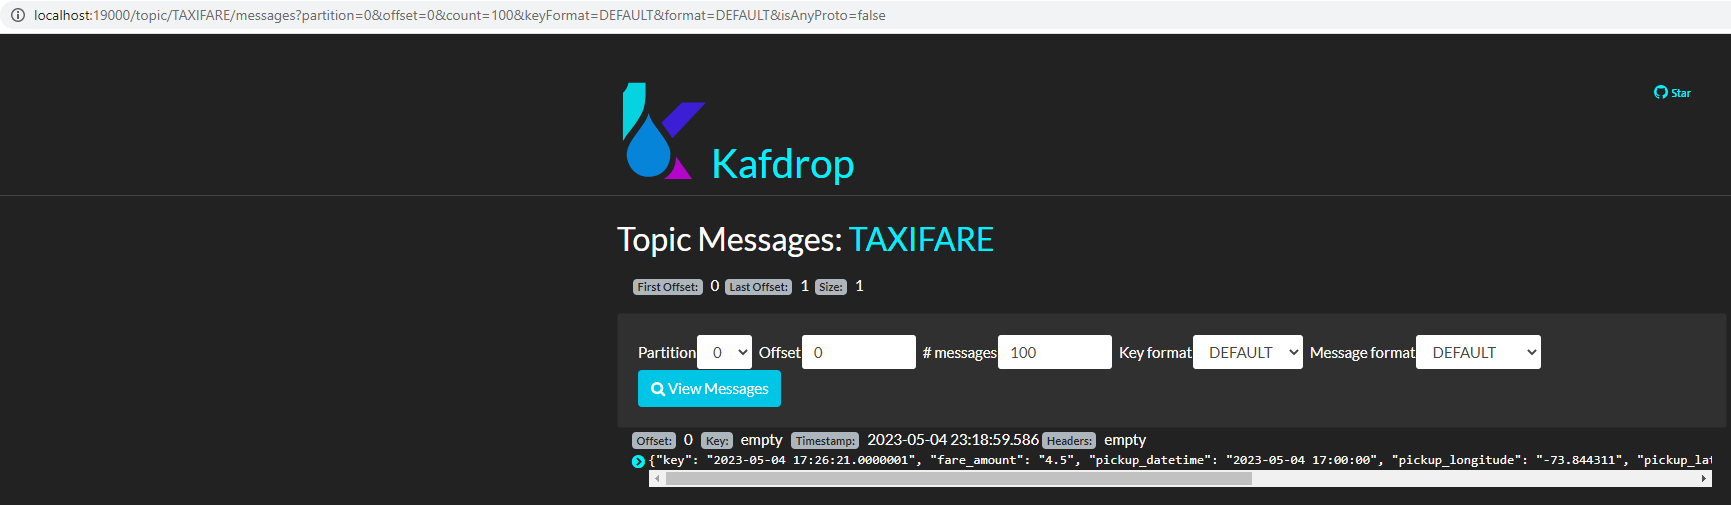 localhost:19000/topic/TAXIFARE/messages?partition=0&offset=0&count=100&keyFormat=DEFAULT&format=DEFAULT&isAnyProto=false
Star
Kafdrop
Topic Messages: TAXIFARE
First Offset: 0 Last Offset: 1 Size: 1
Partition 0 Offset 0 # messages 100 Key format DEFAULT Message format DEFAULT
View Messages
Offset: 0 Key: empty Timestamp: 2023-05-04 23:18:59.586 Headers: empty
{"key": "2023-05-04 17:26:21.0000001", "fare_amount": "4.5", "pickup_datetime": "2023-05-04 17:00:00", "pickup_longitude": "-73.844311", "pickup_lat